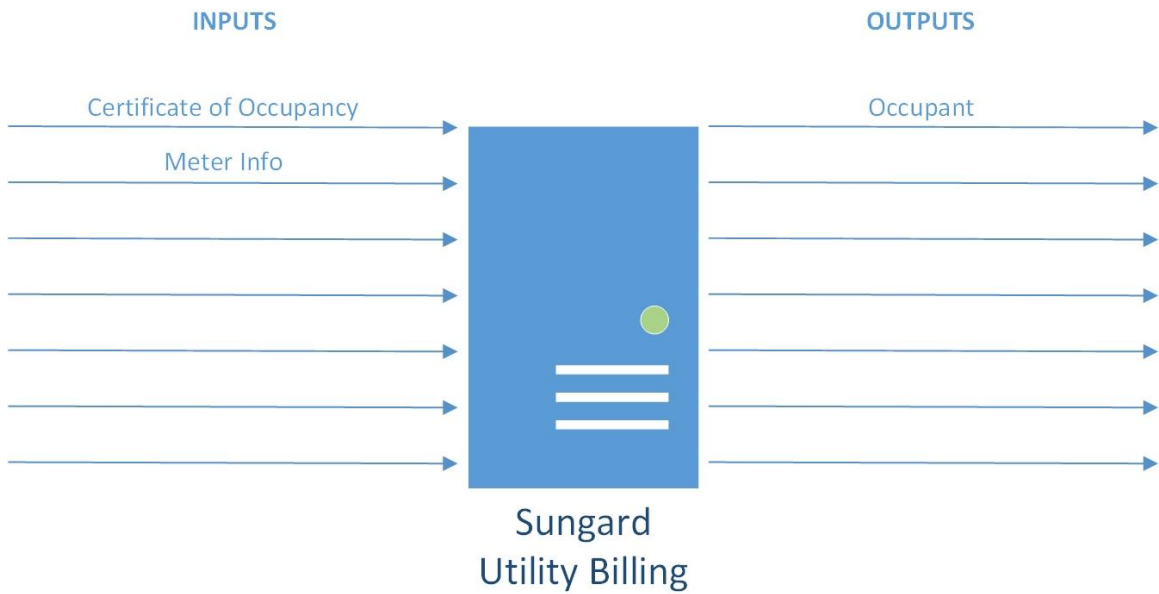 INPUTS
OUTPUTS
Certificate of Occupancy
Occupant
Meter Info
Sungard
Utility Billing